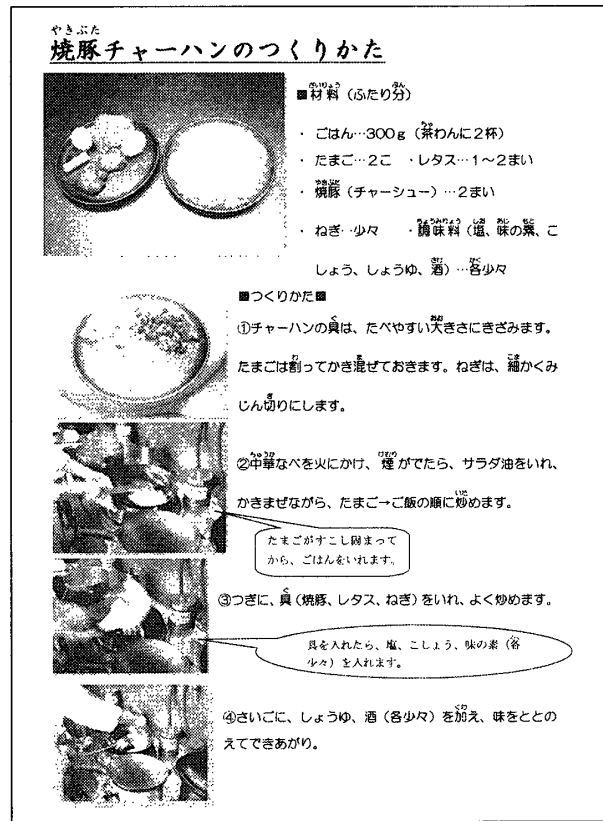 やきぶた
焼豚チャーハンのつくりかた
■材料（ふたり分）
・ ごはん…300ｇ（茶わんに２杯）
・ たまご…２こ ・レタス…１～２まい
・ 焼豚（チャーシュー）…２まい
・ ねぎ…少々 ・調味料（塩、味の素、こ
しょう、しょうゆ、酒）…各少々
■つくりかた■
①チャーハンの具は、たべやすい大きさにきざみます。
たまごは割ってかき混ぜておきます。ねぎは、細かくみ
じん切りにします。
②中華なべを火にかけ、煙がでたら、サラダ油をいれ、
かきまぜながら、たまご→ご飯の順に炒めます。
たまごがすこし固まって
から、ごはんをいれます。
③つぎに、具（焼豚、レタス、ねぎ）をいれ、よく炒めます。
具を入れたら、塩、こしょう、味の素（各
少々）を入れます。
④さいごに、しょうゆ、酒（各少々）を加え、味をととの
えてできあがり。